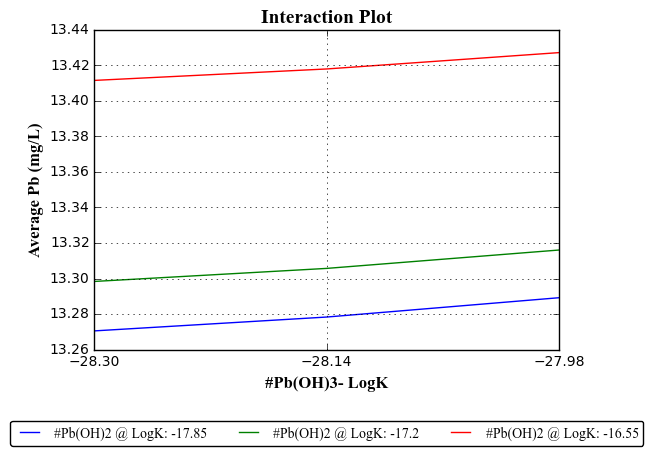 Interaction Plot
13.44
13.42
13.40
13.38
13.36
13.34
13.32
13.30
13.28
13.26
Average Pb (mg/L)
−28.30 −28.14 −27.98
#Pb(OH)3- LogK
#Pb(OH)2 @ LogK: -17.85 #Pb(OH)2 @ LogK: -17.2 #Pb(OH)2 @ LogK: -16.55